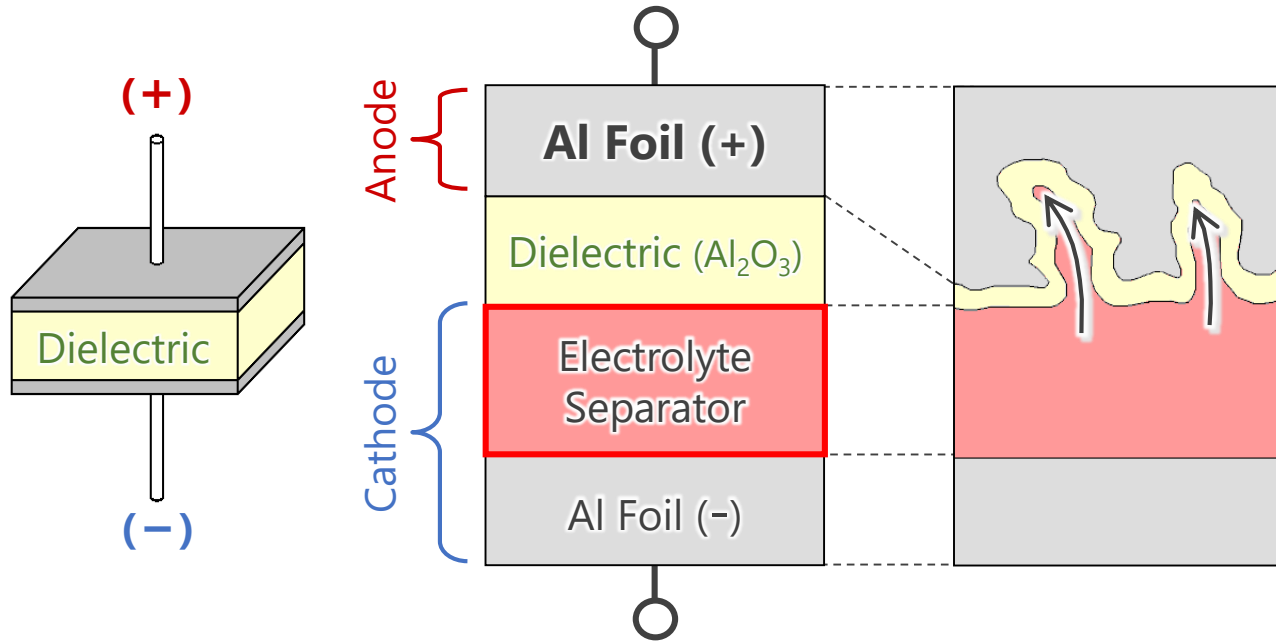 (+)
Dielectric
(−)
Anode
Cathode
Al Foil (+)
Dielectric (Al₂O₃)
Electrolyte
Separator
Al Foil (−)